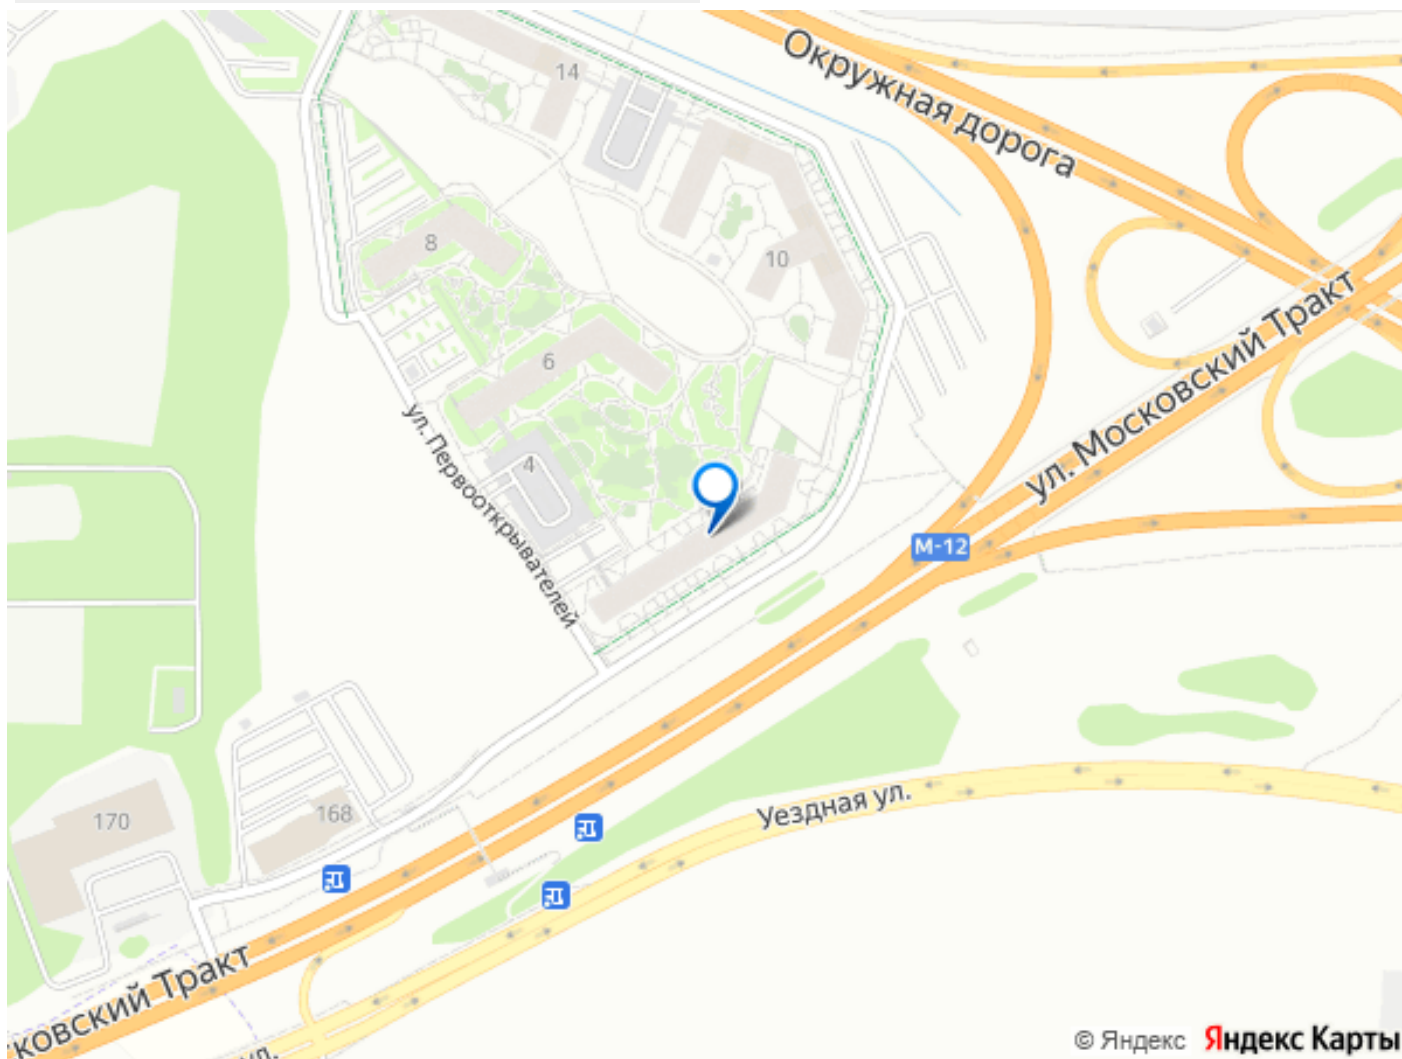 14
Окружная дорога
8
10
6
ул. Московский Тракт
ул. Первооткрывателей
4
М-12
170
168
Уездная ул.
ковский Тракт
ул.
© Яндекс Яндекс Карты